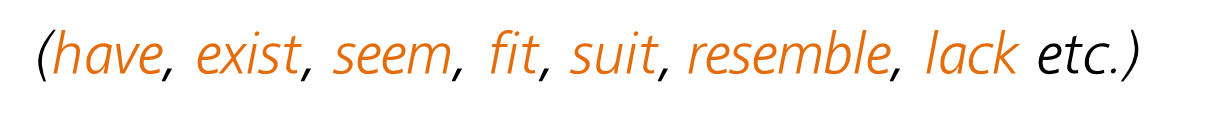 (have, exist, seem, fit, suit, resemble, lack etc.)